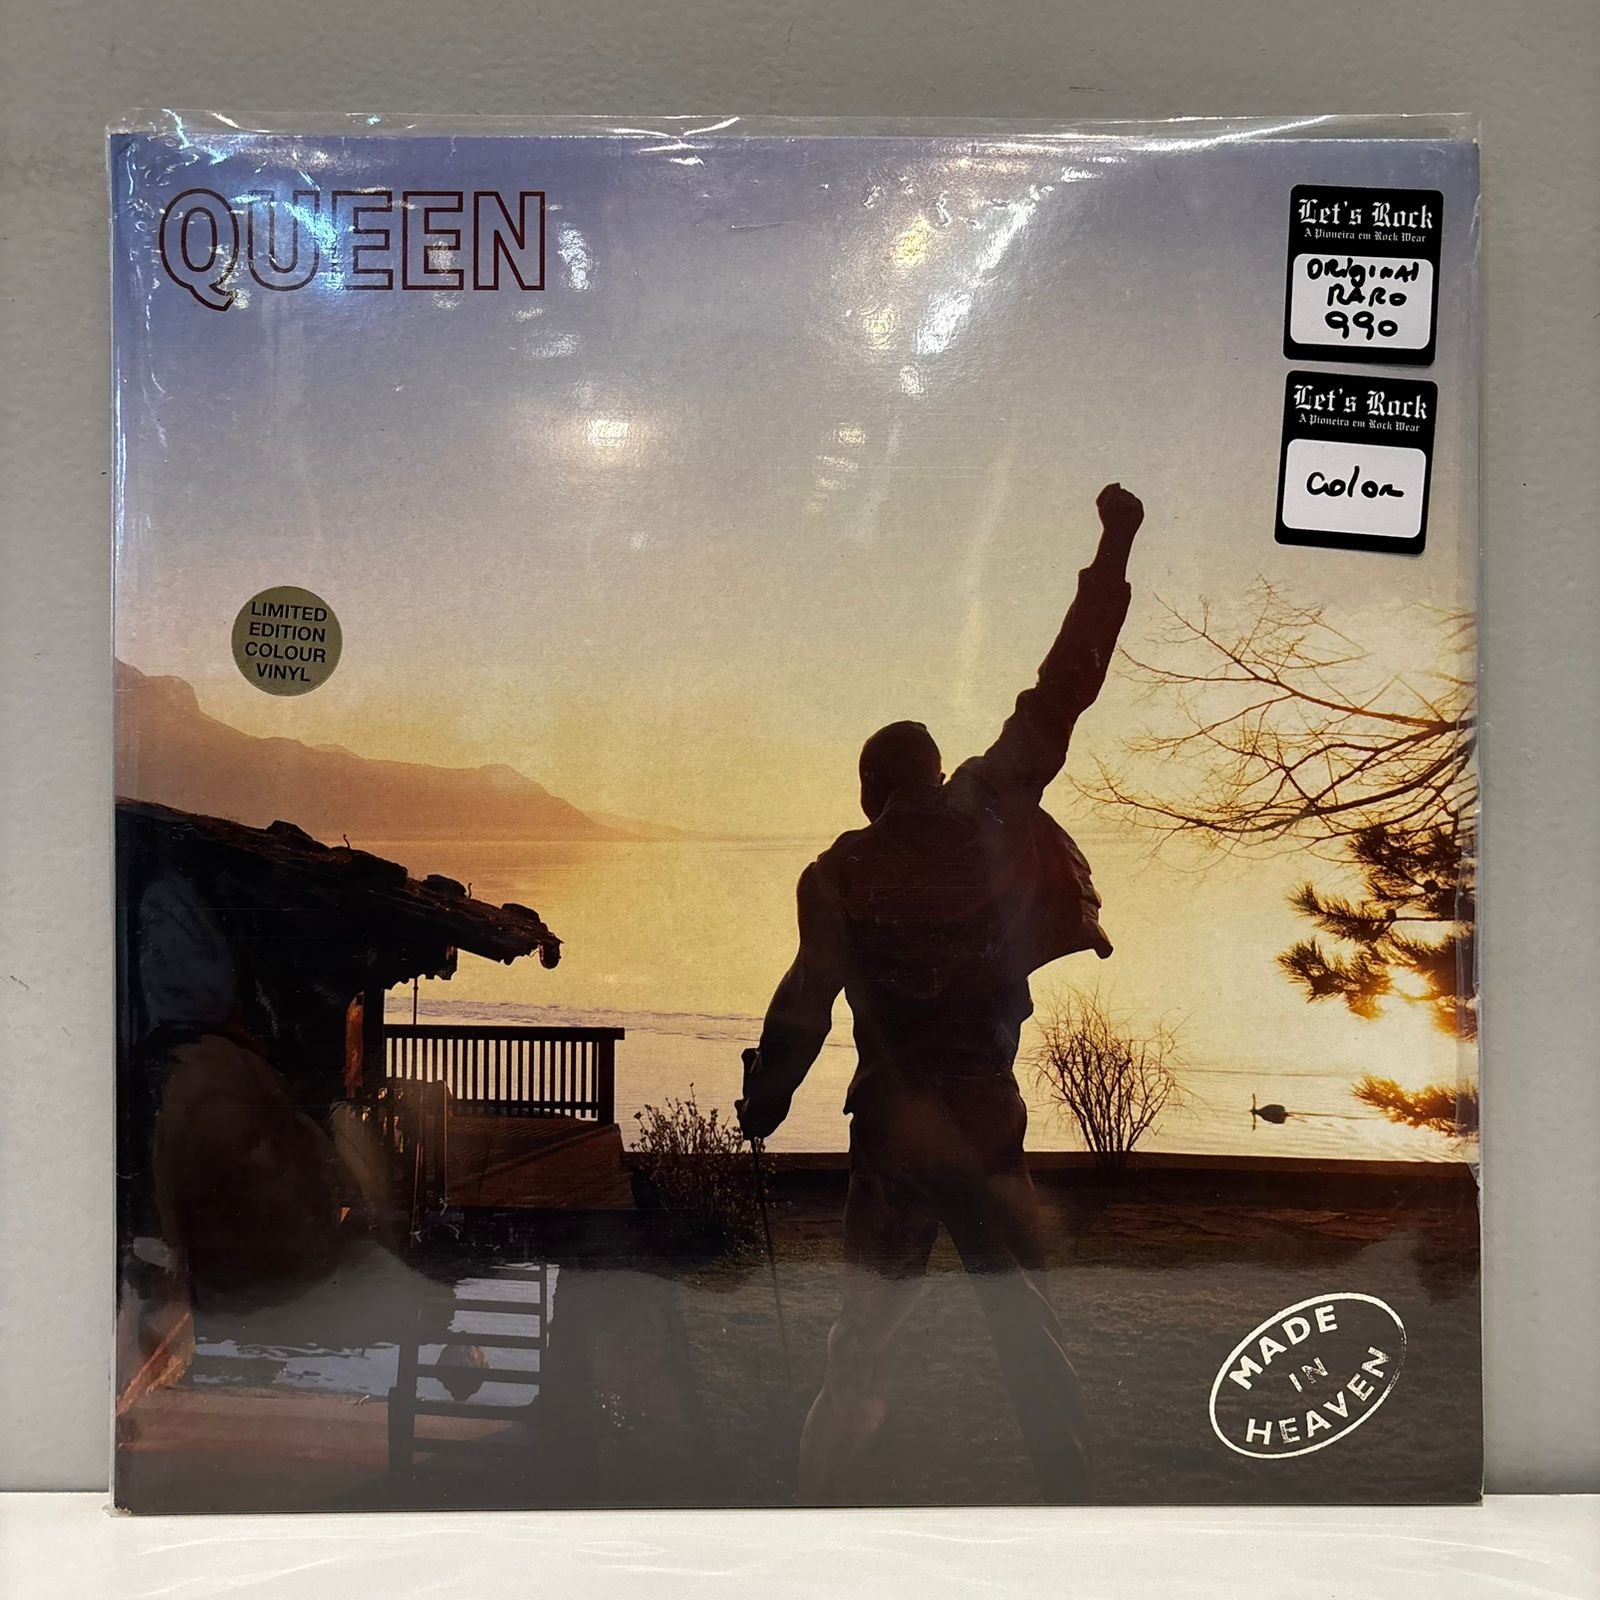 QUEEN
Let's Rock
A Pioneira em Rock Wear
ORiginAl
RARO
990
Let's Rock
A Pioneira em Rock Wear
Color
LIMITED
EDITION
COLOUR
VINYL
MADE
IN
HEAVEN